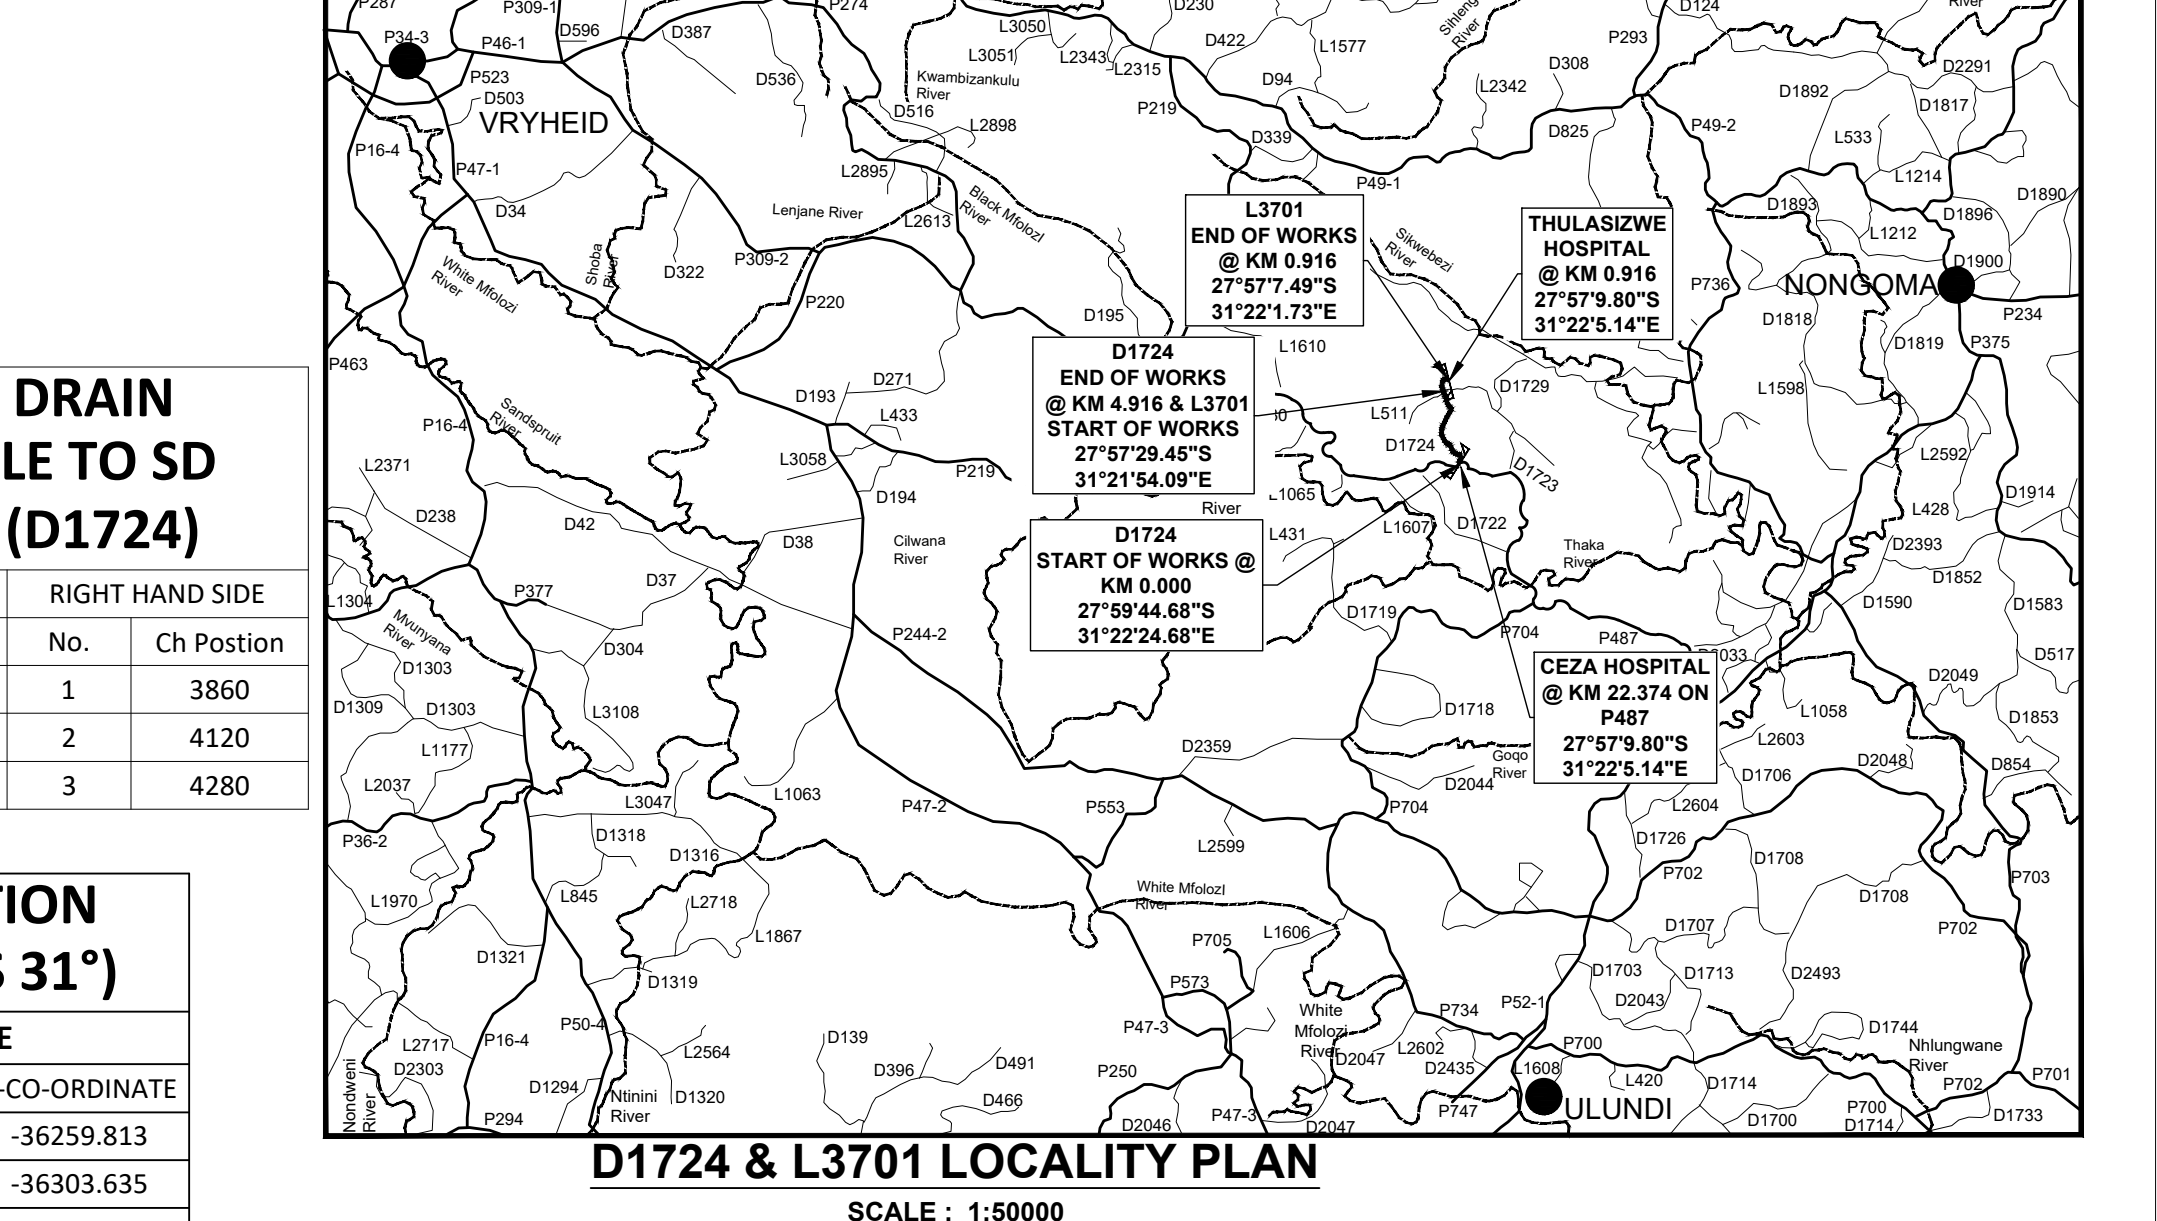 DRAIN
LE TO SD
(D1724)
RIGHT HAND SIDE
No.
Ch Postion
1
3860
2
4120
3
4280
TION
S 31°)
E
-CO-ORDINATE
-36259.813
-36303.635
P287
P309-1
P274
D230
D124
River
P34-3
P46-1
D596
D387
L3050
L3051
L2343
L2315
D422
L1577
Sihleng
River
P293
P523
D503
VRYHEID
D536
Kwambizankulu
River
D516
L2898
P219
D94
L2342
D308
D2291
D1892
D1817
P16-4
P47-1
L2895
D339
D825
P49-2
L533
P49-1
L1214
D34
Lenjane River
L2613
Black Mfolozl
River
D1893
D1896
D1890
L1212
Shoba
River
D322
P309-2
White Mfolozi
River
P220
D195
Sikwebezi
River
P736
D1900
NONGOMA
P234
D1818
D1819
P375
L3701
END OF WORKS
@ KM 0.916
27°57'7.49"S
31°22'1.73"E
THULASIZWE
HOSPITAL
@ KM 0.916
27°57'9.80"S
31°22'5.14"E
D1724
END OF WORKS
@ KM 4.916 & L3701
START OF WORKS
27°57'29.45"S
31°21'54.09"E
P463
L1610
D1729
L1598
D193
D271
L433
L511
D1724
P16-4
Sandspruit
River
L2371
L3058
P219
D1723
L2592
D194
L1065
D1914
D238
D42
River
L431
L1607
D1722
L428
D38
Cilwana
River
Thaka
River
D2393
D1852
D1724
START OF WORKS @
KM 0.000
27°59'44.68"S
31°22'24.68"E
L1304
P377
D37
D1719
D1590
D1583
Mvunyana
River
D304
P244-2
P704
P487
D517
D1303
D2049
CEZA HOSPITAL
@ KM 22.374 ON
P487
27°57'9.80"S
31°22'5.14"E
D1309
D1303
L3108
D1718
L1058
D1853
L1177
D2359
Goqo
River
L2603
D2048
D854
L2037
L3047
L1063
P47-2
P553
D2044
P704
D1706
L2604
P36-2
D1318
D1316
L2599
D1726
D1708
P702
P703
L1970
L845
L2718
White Mfolozl
River
D1708
L1867
P705
L1606
D1707
P702
D1321
D1319
P573
D1703
D1713
D2493
P50-4
P47-3
White
Mfolozi
River
P734
P52-1
D2043
D1744
L2717
P16-4
L2564
D139
L2602
P700
Nhlungwane
River
D2303
D396
D491
P250
D2047
D2435
L1608
L420
D1714
P702
P701
Nondweni
River
D1294
Ntinini
River
D1320
D466
P47-3
P747
ULUNDI
P700
D1714
D1733
P294
D2046
D2047
D1700
D1724 & L3701 LOCALITY PLAN
SCALE : 1:50000